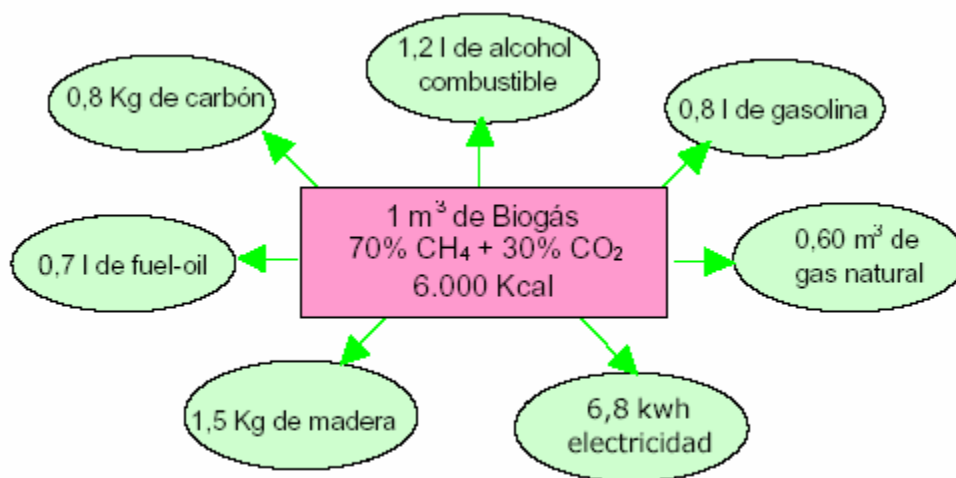 1,2 l de alcohol
combustible
0,8 Kg de carbón
0,8 l de gasolina
1 m³ de Biogás
70% CH₄ + 30% CO₂
6.000 Kcal
0,7 l de fuel-oil
0,60 m³ de
gas natural
1,5 Kg de madera
6,8 kwh
electricidad